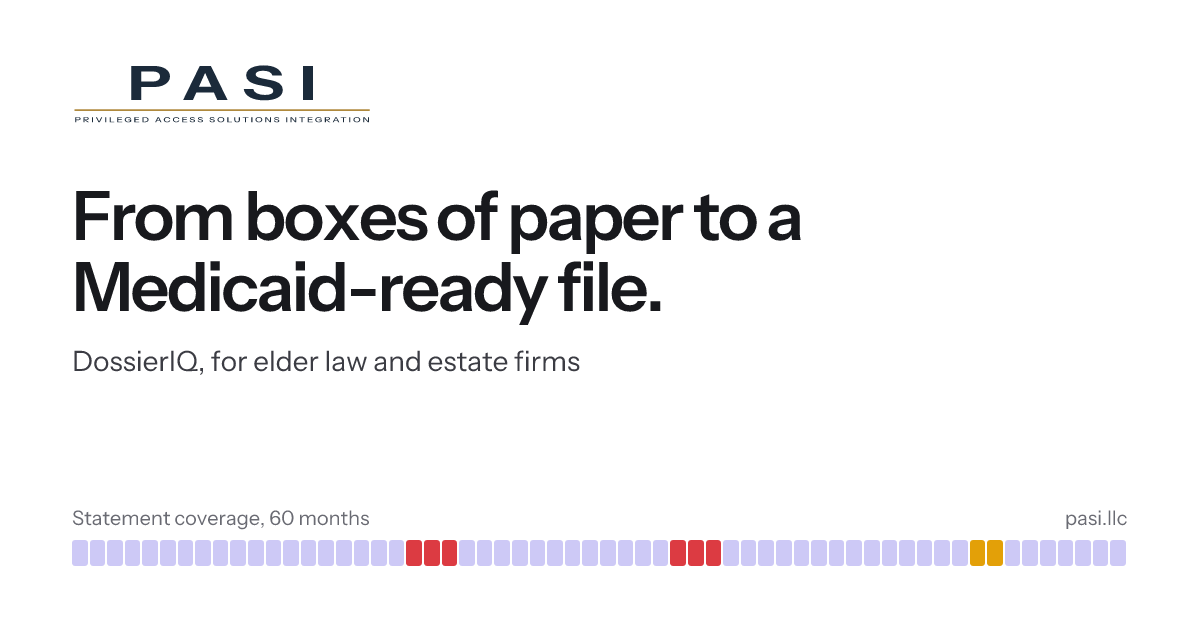 PASI
PRIVILEGED ACCESS SOLUTIONS INTEGRATION
From boxes of paper to a
Medicaid-ready file.
DossierIQ, for elder law and estate firms
Statement coverage, 60 months
pasi.llc